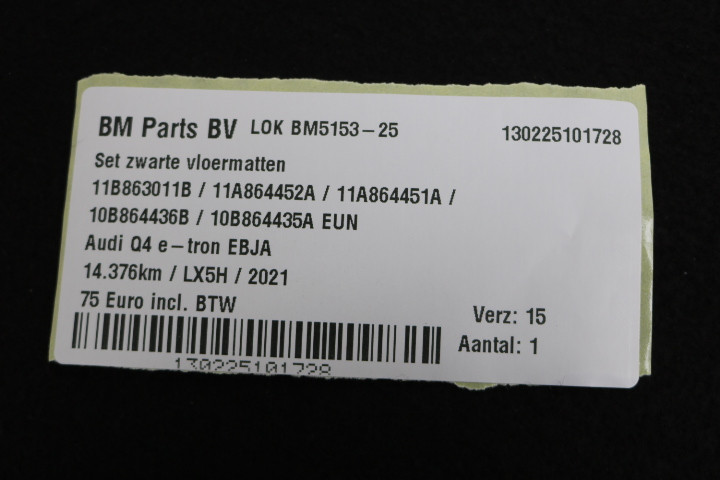 BM Parts BV LOK BM5153-25 130225101728
Set zwarte vloermatten
11B863011B / 11A864452A / 11A864451A /
10B864436B / 10B864435A EUN
Audi Q4 e-tron EBJA
14.376km / LX5H / 2021
75 Euro incl. BTW
Verz: 15
Aantal: 1
130225101728